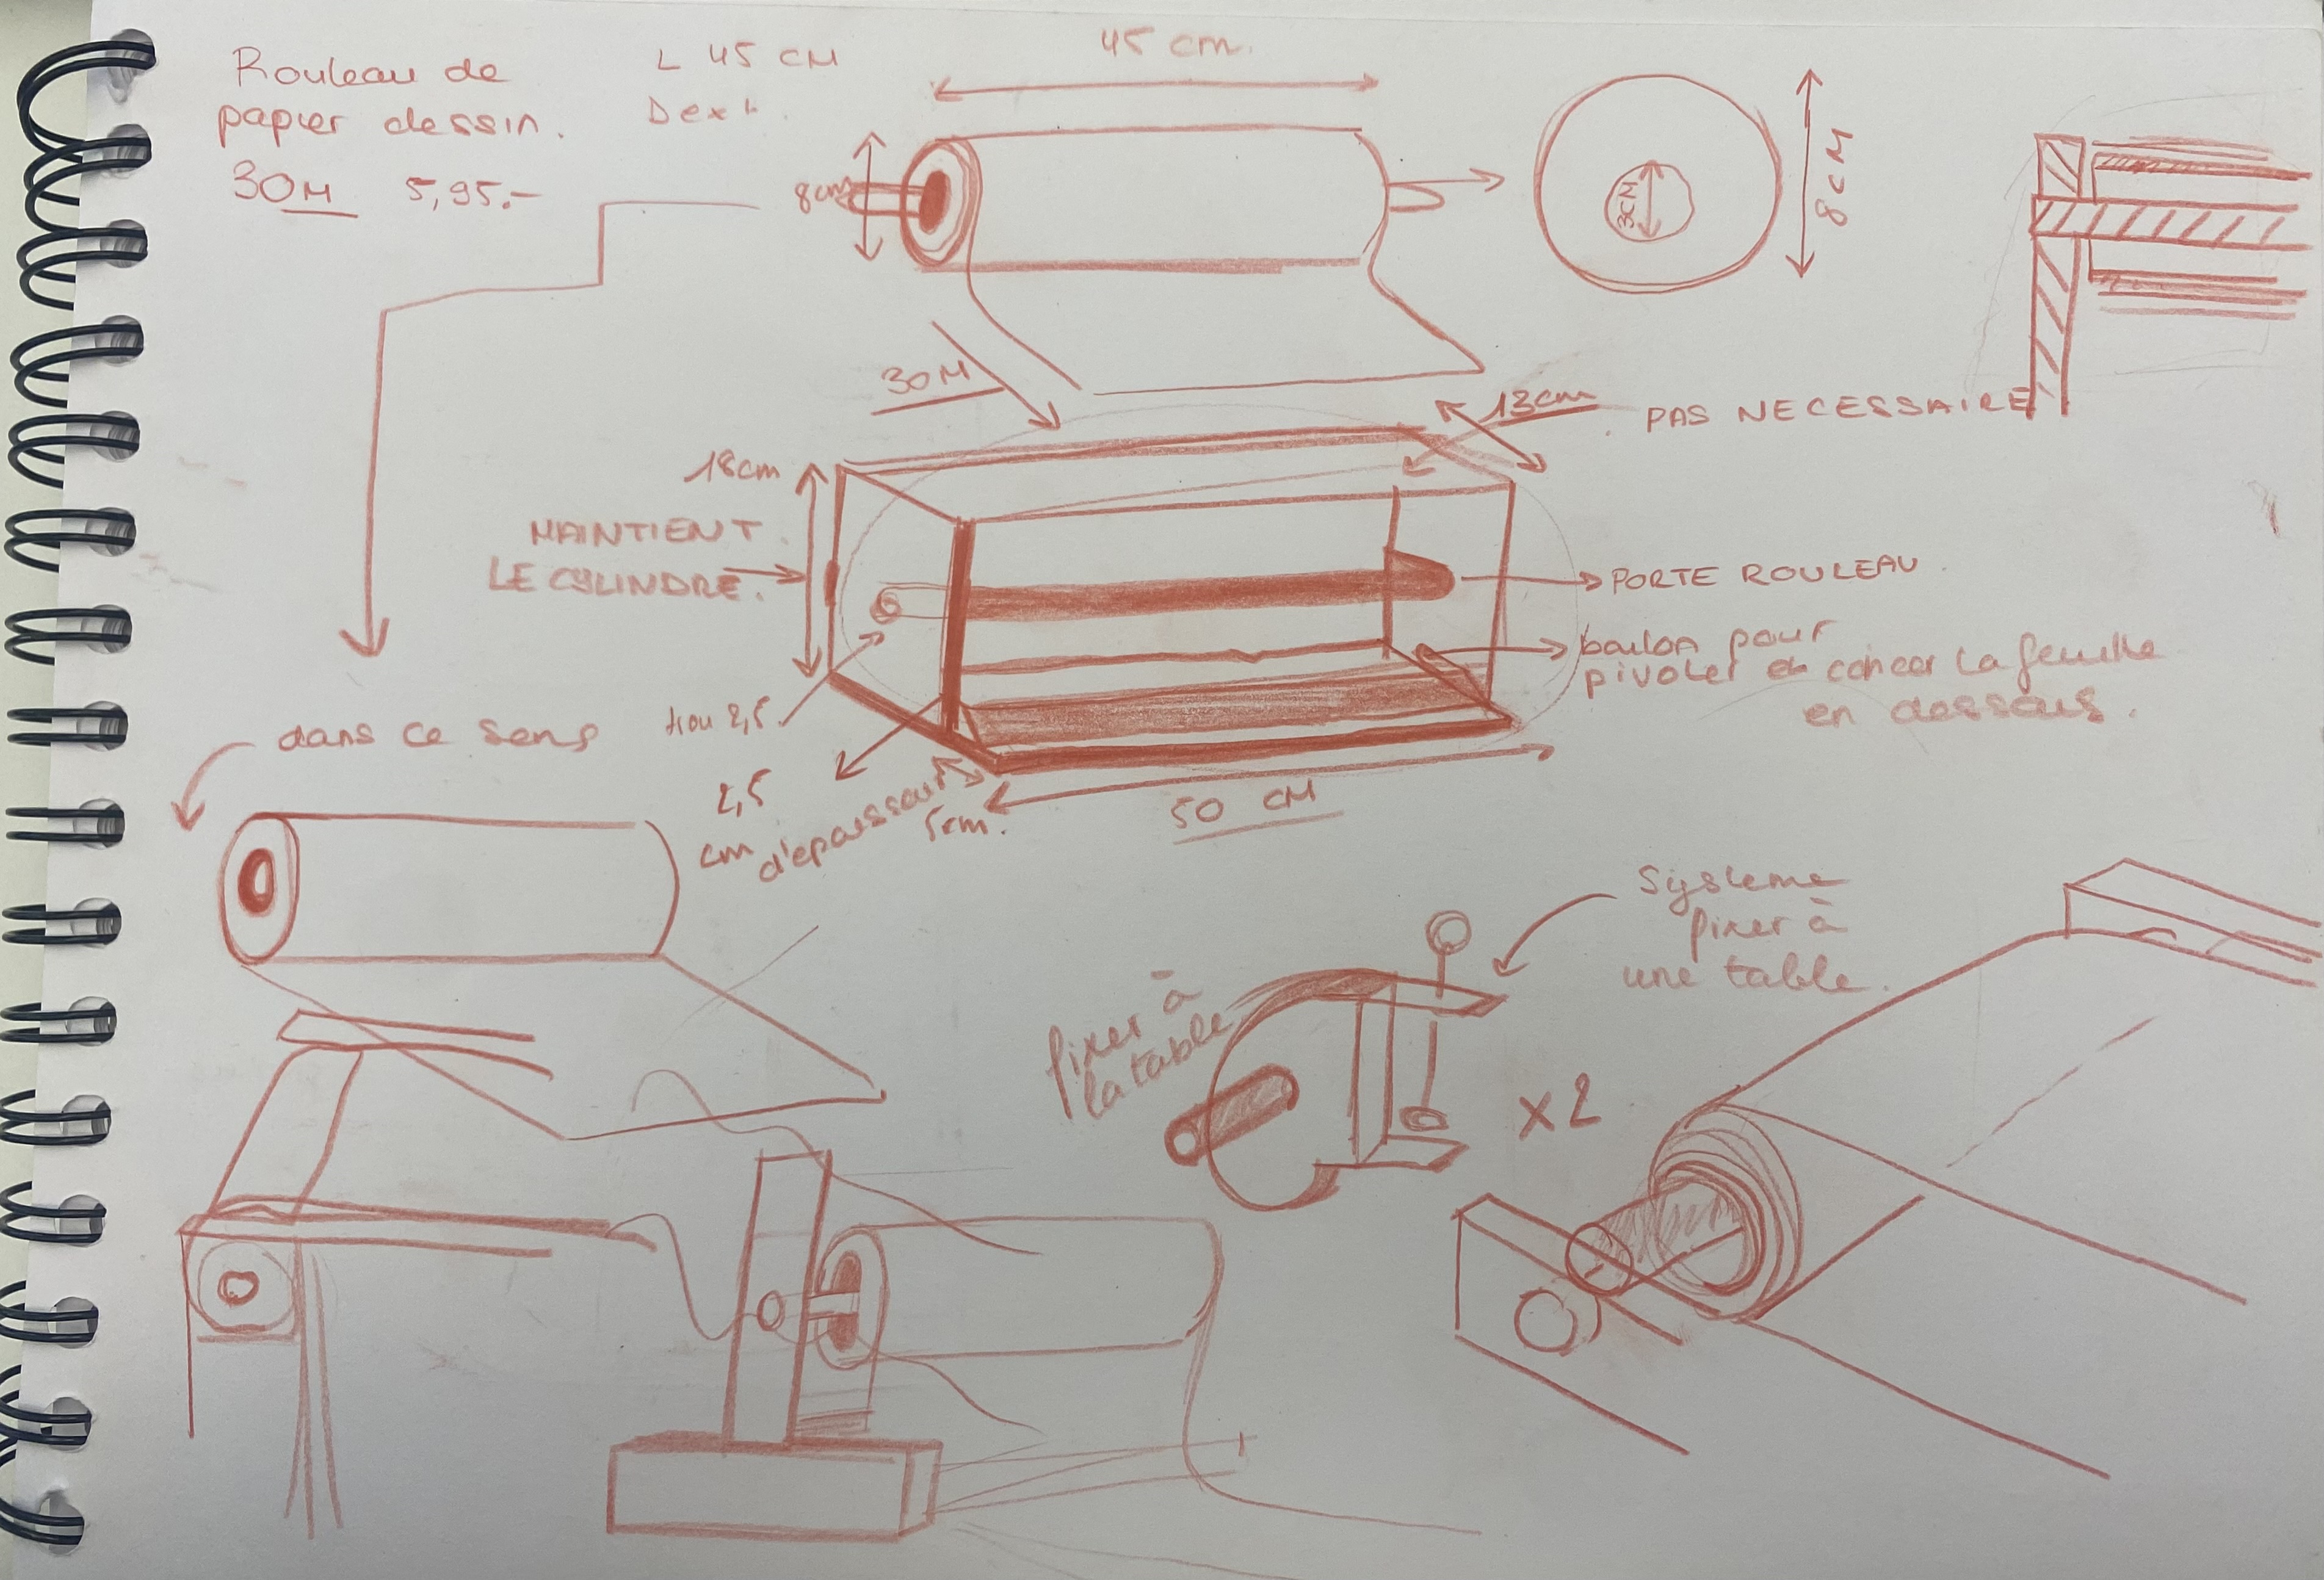 Rouleau de
papier dessin.
30M 5,95.-
L 45 CM
D ext.
45 cm.
8cm
3CM
8CM
30M
13cm
PAS NECESSAIRE
18cm
MAINTIENT
LE CYLINDRE.
PORTE ROULEAU
pour
pivoter et coincer la feuille
en dessous.
trou 2,5
2,5
cm d'epaisseur
5cm.
50 CM
dans ce sens
Systeme
fixer à
une table.
fixer à
la table
x2